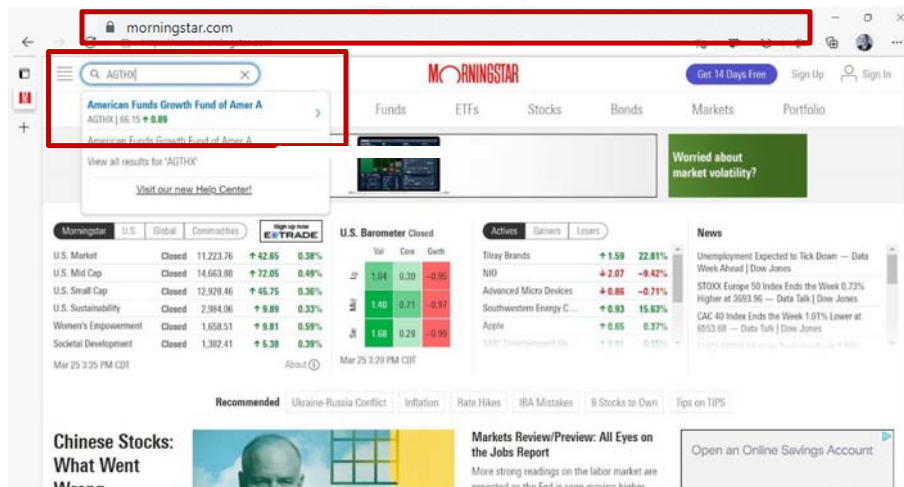 morningstar.com
AGTHX
MORNINGSTAR
Get 14 Days Free
Sign Up
Sign In
American Funds Growth Fund of Amer A
AGTHX | 66.15 ↑ 0.89
Funds ETFs Stocks Bonds Markets Portfolio
American Funds Growth Fund of Amer A
View all results for 'AGTHX'
Visit our new Help Center!
Worried about
market volatility?
Morningstar U.S. Global Commodities
Sign up now
E*TRADE
U.S. Market Closed 11,223.76 ↑ 42.65 0.38%
U.S. Mid Cap Closed 14,663.88 ↑ 72.05 0.49%
U.S. Small Cap Closed 12,928.46 ↑ 45.75 0.36%
U.S. Sustainability Closed 2,984.06 ↑ 9.89 0.33%
Women's Empowerment Closed 1,658.51 ↑ 9.81 0.59%
Societal Development Closed 1,382.41 ↑ 5.38 0.39%
Mar 25 3:35 PM CDT
About
U.S. Barometer Closed
Val Core Gwth
Lg 1.04 0.30 -0.95
Mid 1.40 0.71 -0.97
Sm 1.68 0.28 -0.99
Mar 25 3:20 PM CDT
Actives Gainers Losers
Tilray Brands ↑ 1.59 22.81%
NIO ↓ 2.07 -9.42%
Advanced Micro Devices ↓ 0.86 -0.71%
Southwestern Energy C... ↑ 0.93 15.63%
Apple ↑ 0.65 0.37%
News
Unemployment Expected to Tick Down — Data
Week Ahead | Dow Jones
STOXX Europe 50 Index Ends the Week 0.73%
Higher at 3693.96 — Data Talk | Dow Jones
CAC 40 Index Ends the Week 1.01% Lower at
6553.68 — Data Talk | Dow Jones
Recommended Ukraine-Russia Conflict Inflation Rate Hikes IRA Mistakes 8 Stocks to Own Tips on TIPS
Chinese Stocks:
What Went
Wrong
Markets Review/Preview: All Eyes on
the Jobs Report
More strong readings on the labor market are
expected as the Fed is seen moving higher
Open an Online Savings Account